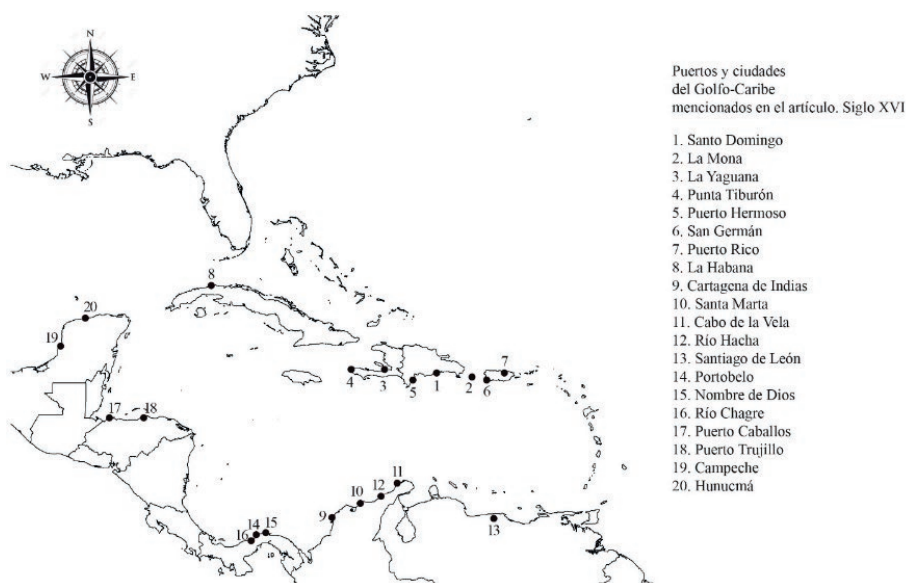 N
W
E
S
Puertos y ciudades
del Golfo-Caribe
mencionados en el artículo. Siglo XVI
1. Santo Domingo
2. La Mona
3. La Yaguana
4. Punta Tiburón
5. Puerto Hermoso
6. San Germán
7. Puerto Rico
8. La Habana
9. Cartagena de Indias
10. Santa Marta
11. Cabo de la Vela
12. Río Hacha
13. Santiago de León
14. Portobelo
15. Nombre de Dios
16. Río Chagre
17. Puerto Caballos
18. Puerto Trujillo
19. Campeche
20. Hunucmá
8
20
19
4
3
5
1
2
6
7
17
18
11
12
10
9
13
14
15
16